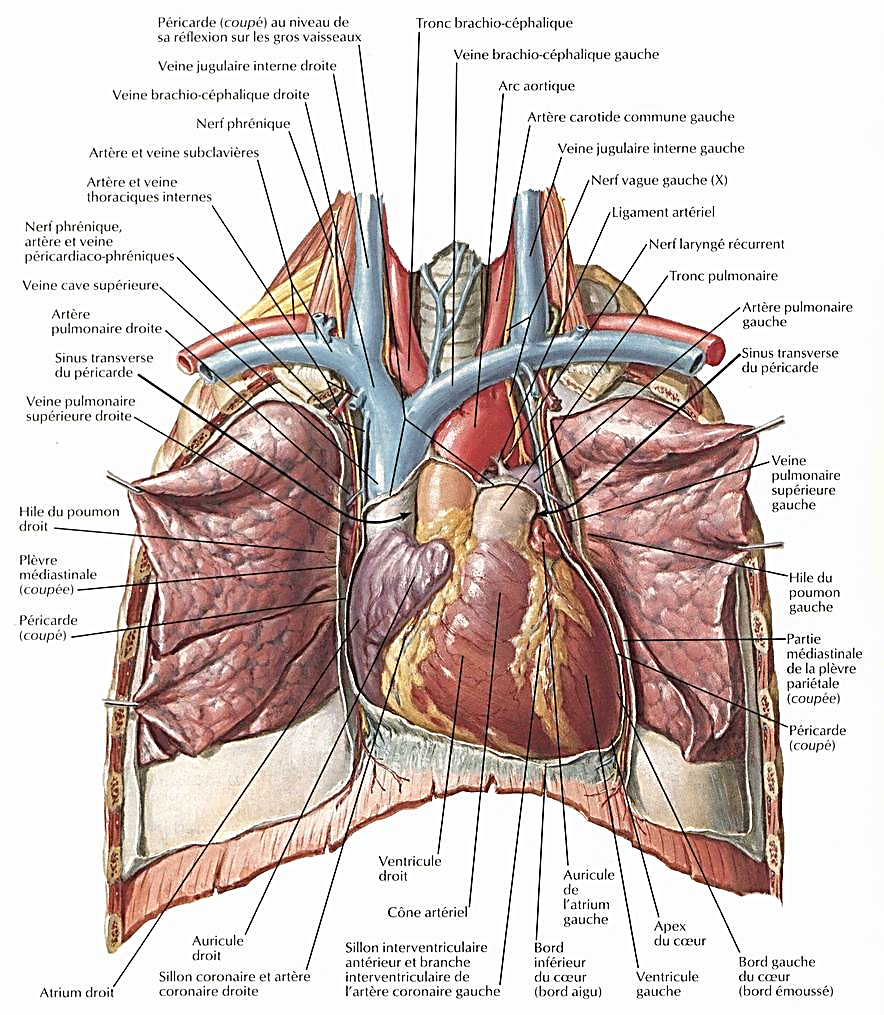 Péricarde (coupé) au niveau de
sa réflexion sur les gros vaisseaux
Veine jugulaire interne droite
Veine brachio-céphalique droite
Nerf phrénique
Artère et veine subclavières
Artère et veine
thoraciques internes
Nerf phrénique,
artère et veine
péricardiaco-phréniques
Veine cave supérieure
Artère
pulmonaire droite
Sinus transverse
du péricarde
Veine pulmonaire
supérieure droite
Hile du poumon
droit
Plèvre
médiastinale
(coupée)
Péricarde
(coupé)
Tronc brachio-céphalique
Veine brachio-céphalique gauche
Arc aortique
Artère carotide commune gauche
Veine jugulaire interne gauche
Nerf vague gauche (X)
Ligament artériel
Nerf laryngé récurrent
Tronc pulmonaire
Artère pulmonaire
gauche
Sinus transverse
du péricarde
Veine
pulmonaire
supérieure
gauche
Hile du
poumon
gauche
Partie
médiastinale
de la plèvre
pariétale
(coupée)
Péricarde
(coupé)
Atrium droit
Auricule
droit
Sillon coronaire et artère
coronaire droite
Ventricule
droit
Cône artériel
Sillon interventriculaire
antérieur et branche
interventriculaire de
l'artère coronaire gauche
Bord
inférieur
du cœur
(bord aigu)
Auricule
de
l'atrium
gauche
Ventricule
gauche
Apex
du cœur
Bord gauche
du cœur
(bord émoussé)